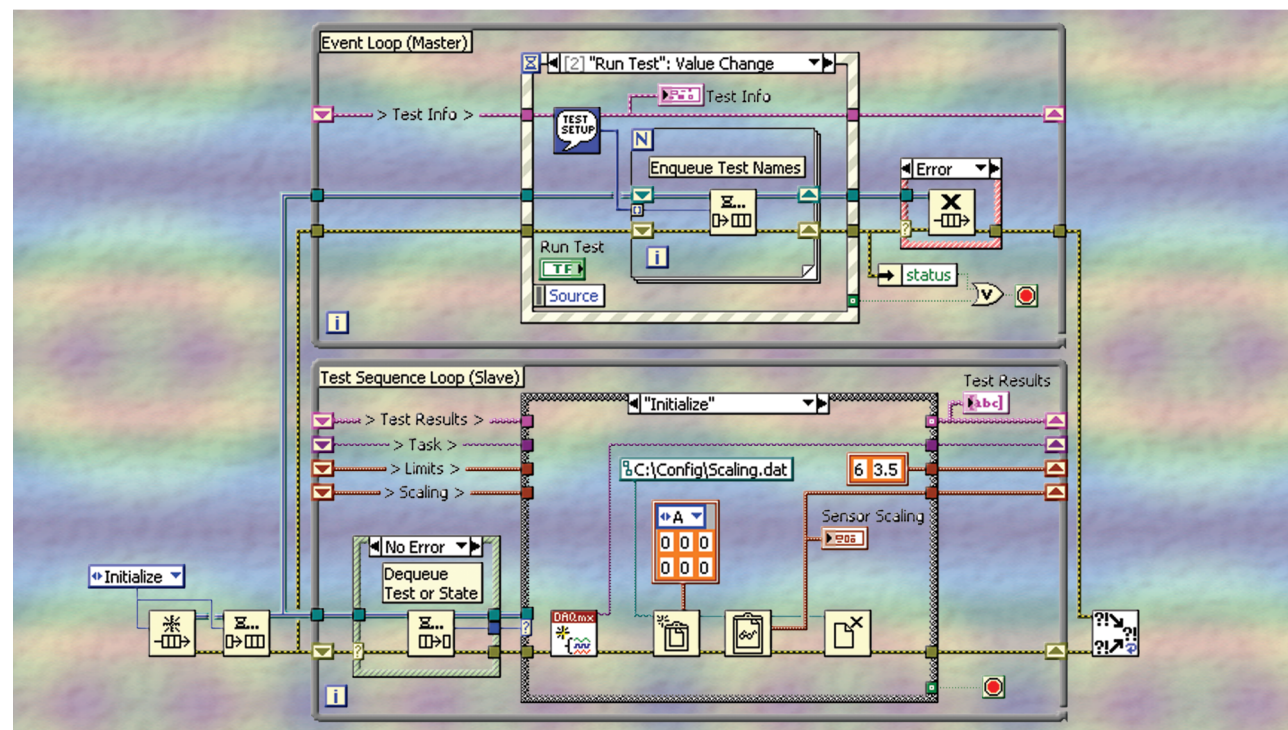 Event Loop (Master)
[2] "Run Test": Value Change
> Test Info >
Test Info
TEST
SETUP
N
Enqueue Test Names
Error
Run Test
TF
i
Source
status
i
Test Sequence Loop (Slave)
Test Results
"Initialize"
> Test Results >
abc
> Task >
> Limits >
> Scaling >
C:\Config\Scaling.dat
6 3.5
A
Sensor Scaling
0 0 0
0 0 0
No Error
Dequeue
Test or State
Initialize
DAQmx
?!
?!
?!
i